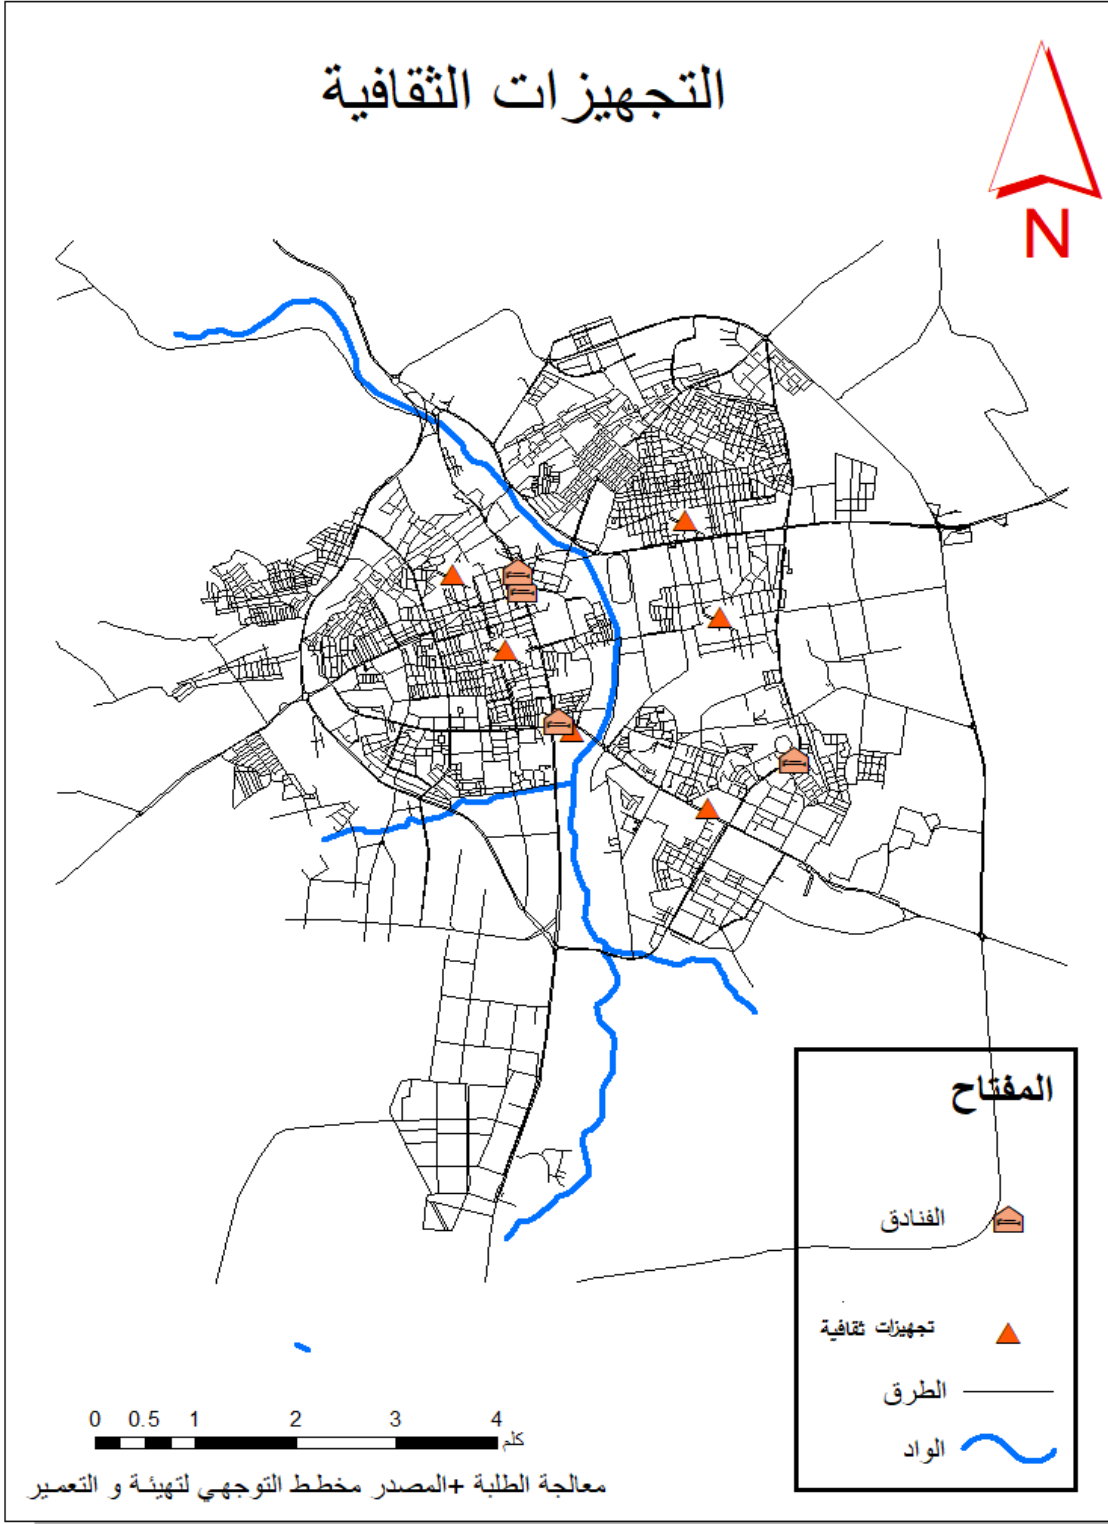 التجهيزات الثقافية
N
المفتاح
الفنادق
تجهيزات ثقافية
الطرق
الواد
0 0.5 1 2 3 4
كلم
معالجة الطلبة +المصدر مخطط التوجهي لتهيئة و التعمير